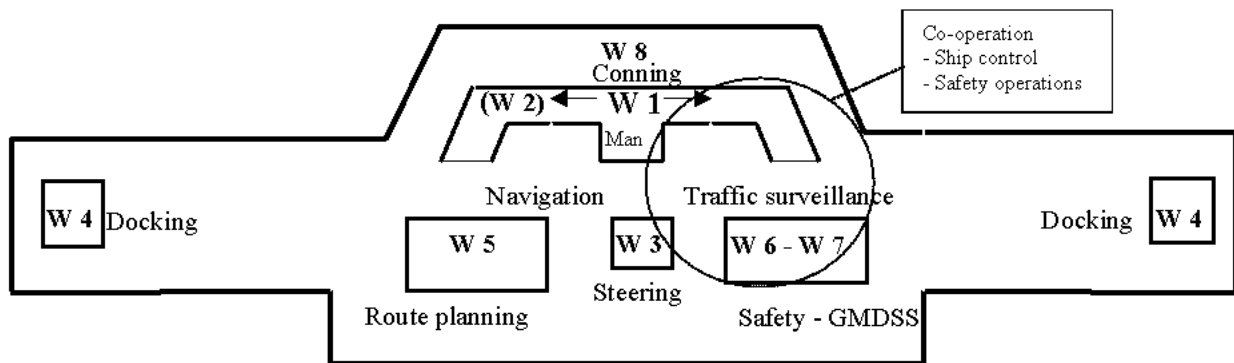 Co-operation
- Ship control
- Safety operations
W 8
Conning
(W 2) W 1
Man
Navigation Traffic surveillance
W 4 Docking
Docking W 4
W 5 W 3 W 6 - W 7
Steering
Route planning Safety - GMDSS